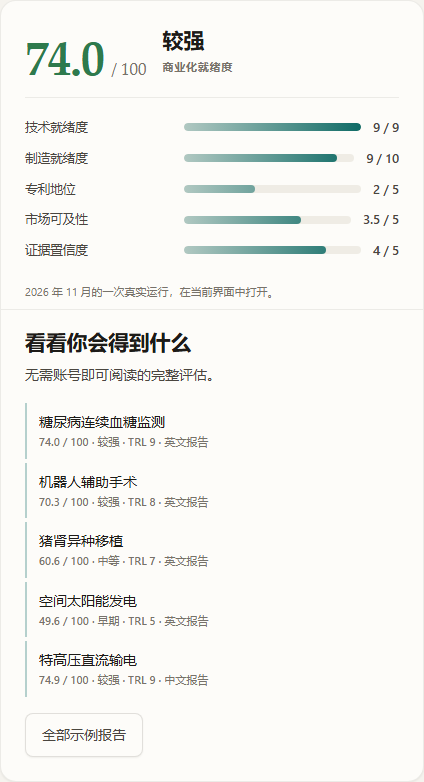 74.0 / 100
较强
商业化就绪度
技术就绪度 9 / 9
制造就绪度 9 / 10
专利地位 2 / 5
市场可及性 3.5 / 5
证据置信度 4 / 5
2026 年 11 月的一次真实运行，在当前界面中打开。
看看你会得到什么
无需账号即可阅读的完整评估。
糖尿病连续血糖监测
74.0 / 100 · 较强 · TRL 9 · 英文报告
机器人辅助手术
70.3 / 100 · 较强 · TRL 8 · 英文报告
猪肾异种移植
60.6 / 100 · 中等 · TRL 7 · 英文报告
空间太阳能发电
49.6 / 100 · 早期 · TRL 5 · 英文报告
特高压直流输电
74.9 / 100 · 较强 · TRL 9 · 中文报告
全部示例报告